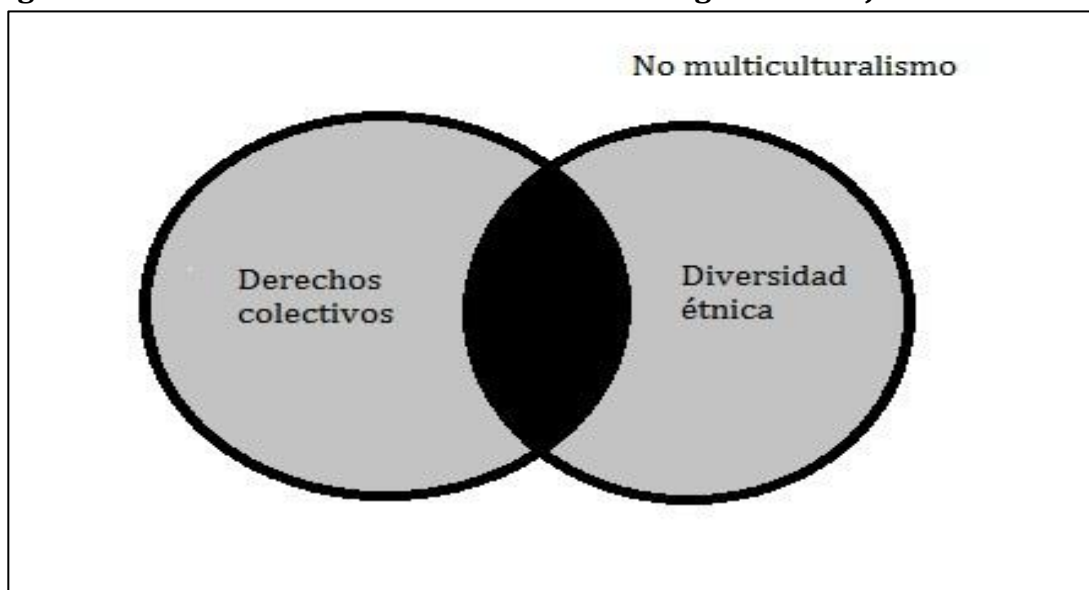 No multiculturalismo
Derechos
colectivos
Diversidad
étnica